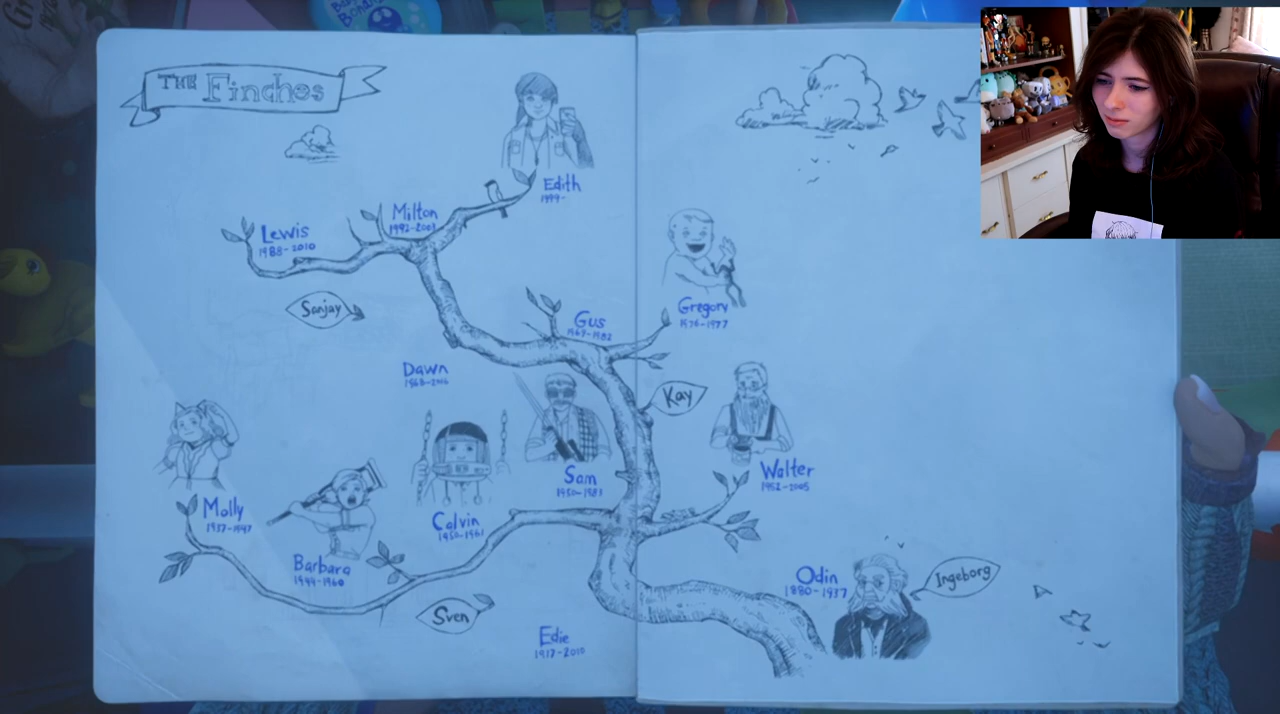 THE Finches
Edith
1999-
Milton
1992-2003
Lewis
1988-2010
Sanjay
Gregory
1976-1977
Gus
1969-1982
Dawn
1968-2016
Kay
Sam
1950-1983
Walter
1952-2005
Molly
1937-1947
Calvin
1950-1961
Barbara
1944-1960
Sven
Odin
1880-1937
Ingeborg
Edie
1917-2010